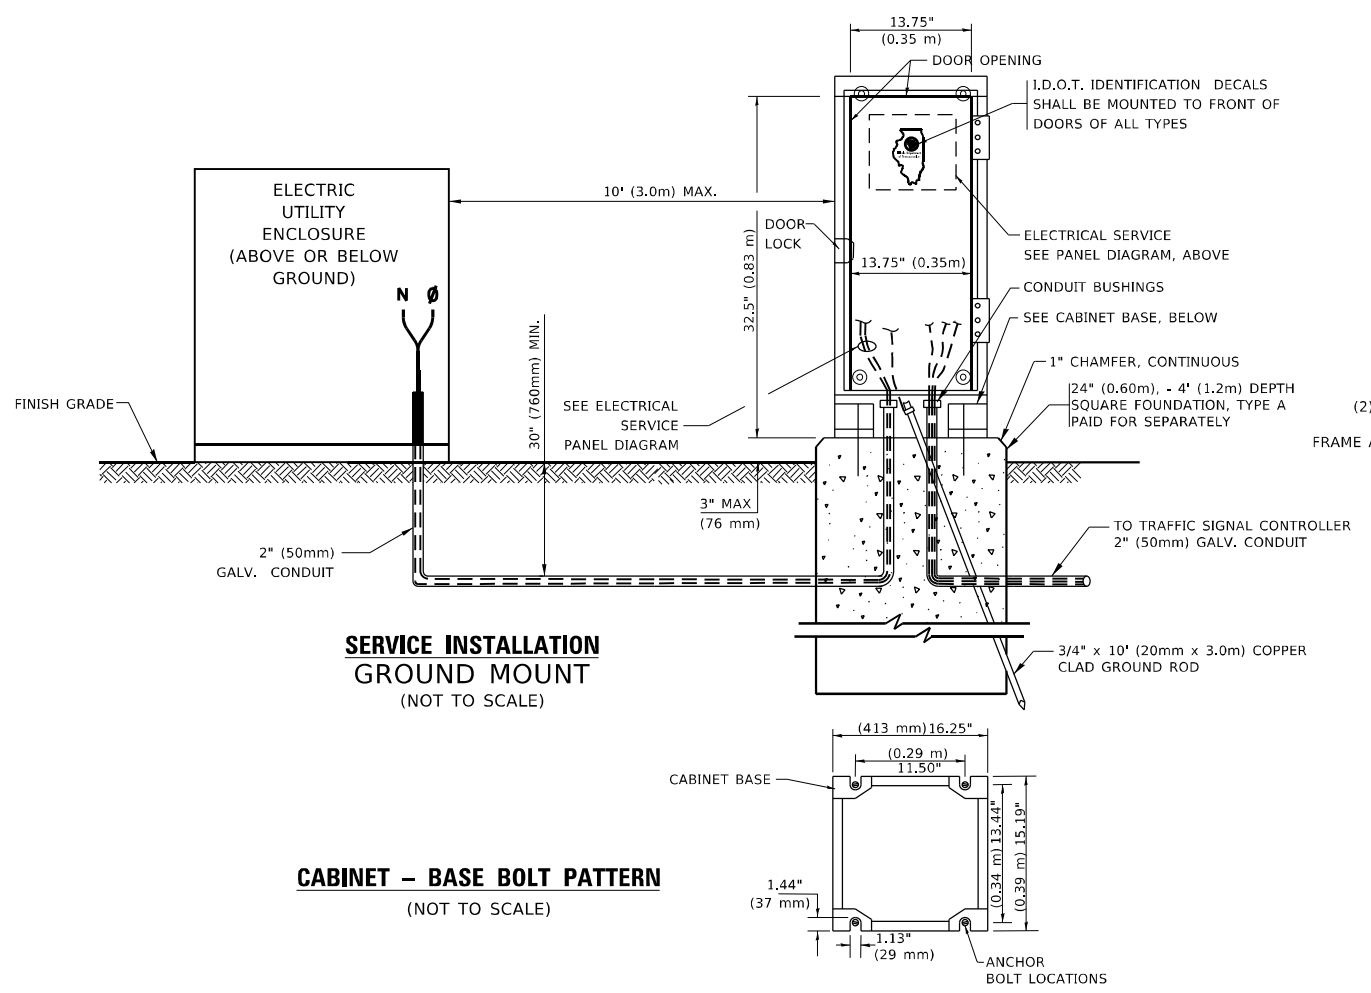 13.75"
(0.35 m)
DOOR OPENING
I.D.O.T. IDENTIFICATION DECALS
SHALL BE MOUNTED TO FRONT OF
DOORS OF ALL TYPES
ELECTRIC
UTILITY
ENCLOSURE
(ABOVE OR BELOW
GROUND)
N Ø
10' (3.0m) MAX.
DOOR
LOCK
32.5" (0.83 m)
13.75" (0.35m)
ELECTRICAL SERVICE
SEE PANEL DIAGRAM, ABOVE
CONDUIT BUSHINGS
SEE CABINET BASE, BELOW
1" CHAMFER, CONTINUOUS
24" (0.60m), - 4' (1.2m) DEPTH
SQUARE FOUNDATION, TYPE A
PAID FOR SEPARATELY
(2)
FRAME A
FINISH GRADE
30" (760mm) MIN.
SEE ELECTRICAL
SERVICE
PANEL DIAGRAM
3" MAX
(76 mm)
2" (50mm)
GALV. CONDUIT
TO TRAFFIC SIGNAL CONTROLLER
2" (50mm) GALV. CONDUIT
3/4" x 10' (20mm x 3.0m) COPPER
CLAD GROUND ROD
SERVICE INSTALLATION
GROUND MOUNT
(NOT TO SCALE)
(413 mm) 16.25"
(0.29 m)
11.50"
CABINET BASE
(0.34 m) 13.44"
(0.39 m) 15.19"
CABINET – BASE BOLT PATTERN
(NOT TO SCALE)
1.44"
(37 mm)
1.13"
(29 mm)
ANCHOR
BOLT LOCATIONS